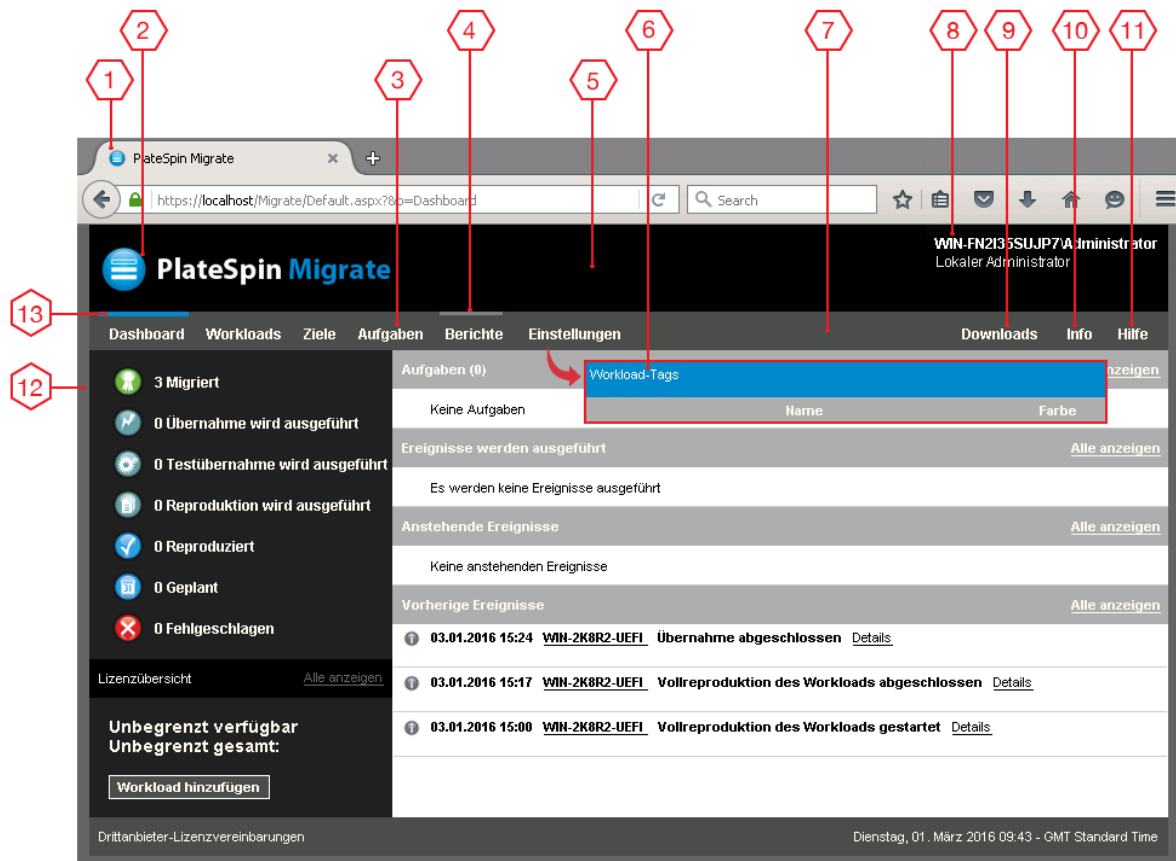 2 4 6 7 8 9 10 11
1 3 5
PlateSpin Migrate
https://localhost/Migrate/Default.aspx?&p=Dashboard
Search
WIN-FN2I35SUJP7\Administrator
Lokaler Administrator
PlateSpin Migrate
13
Dashboard Workloads Ziele Aufgaben Berichte Einstellungen Downloads Info Hilfe
12
3 Migriert
0 Übernahme wird ausgeführt
0 Testübernahme wird ausgeführt
0 Reproduktion wird ausgeführt
0 Reproduziert
31
0 Geplant
0 Fehlgeschlagen
Lizenzübersicht Alle anzeigen
Unbegrenzt verfügbar
Unbegrenzt gesamt:
Workload hinzufügen
Aufgaben (0) nzeigen
Workload-Tags
Name Farbe
Keine Aufgaben
Ereignisse werden ausgeführt Alle anzeigen
Es werden keine Ereignisse ausgeführt
Anstehende Ereignisse Alle anzeigen
Keine anstehenden Ereignisse
Vorherige Ereignisse Alle anzeigen
03.01.2016 15:24 WIN-2K8R2-UEFI Übernahme abgeschlossen Details
03.01.2016 15:17 WIN-2K8R2-UEFI Vollreproduktion des Workloads abgeschlossen Details
03.01.2016 15:00 WIN-2K8R2-UEFI Vollreproduktion des Workloads gestartet Details
Drittanbieter-Lizenzvereinbarungen Dienstag, 01. März 2016 09:43 - GMT Standard Time